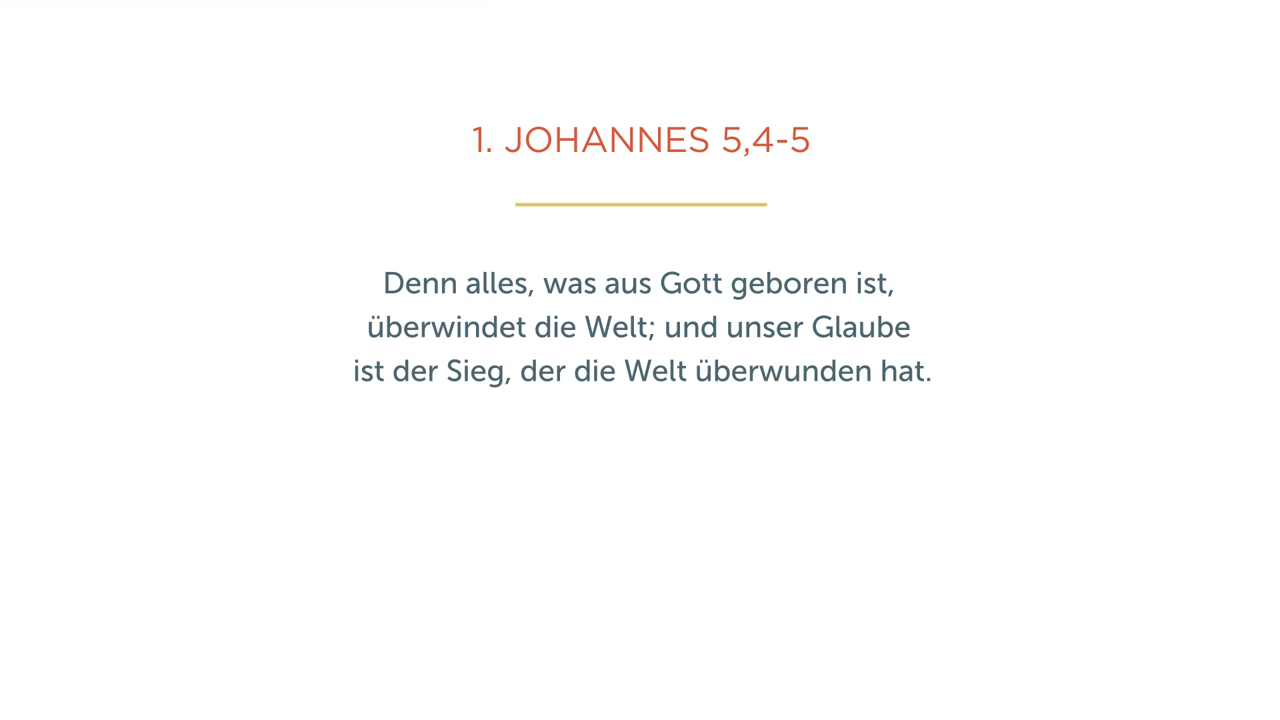 1. JOHANNES 5,4-5
Denn alles, was aus Gott geboren ist,
überwindet die Welt; und unser Glaube
ist der Sieg, der die Welt überwunden hat.